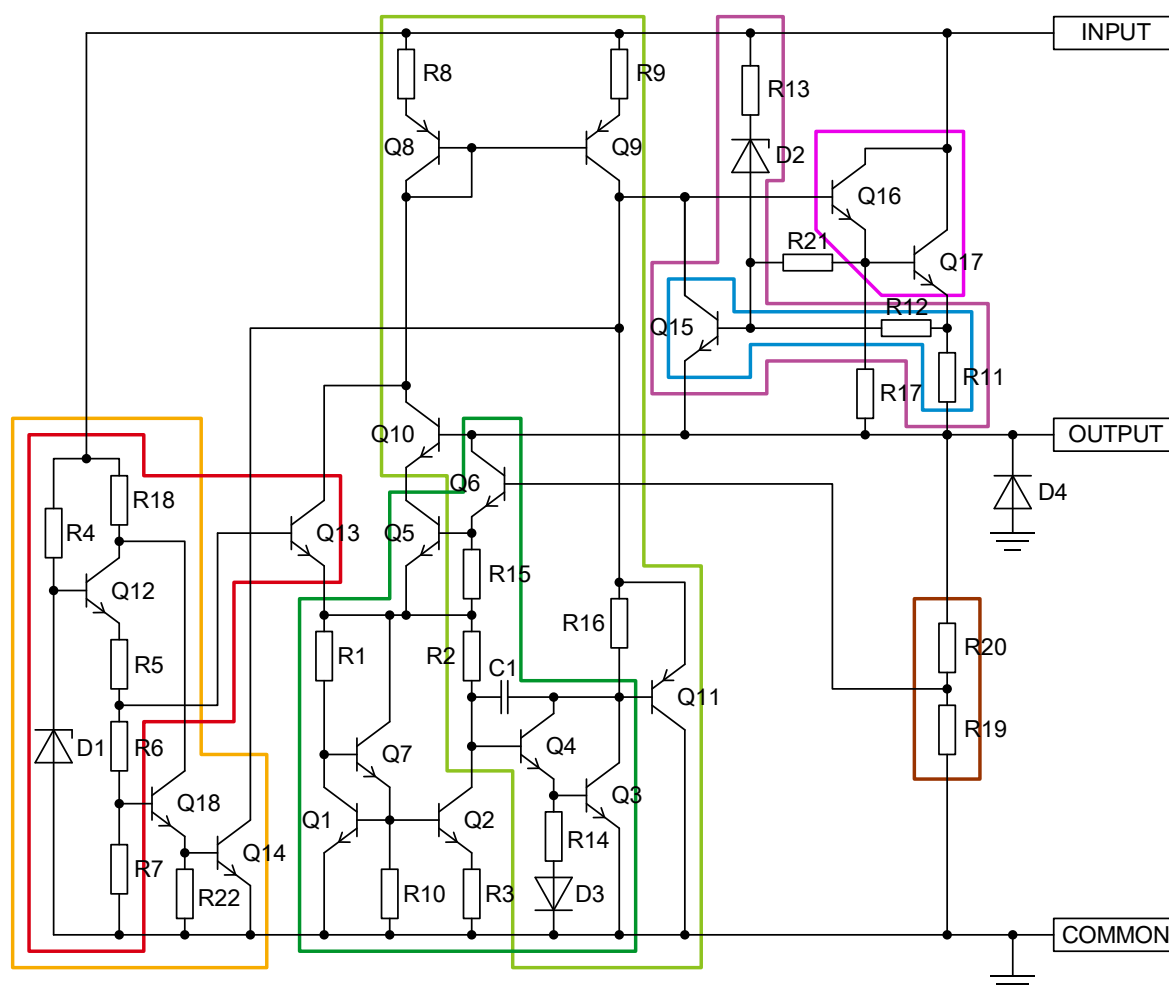 INPUT
R8
R9
R13
Q8
Q9
D2
Q16
R21
Q17
R12
Q15
R11
R17
Q10
OUTPUT
Q6
R18
D4
R4
Q13
Q5
R15
Q12
R16
R1
R2
R20
R5
C1
Q11
R19
D1
R6
Q7
Q4
Q18
Q3
Q1
Q2
R14
Q14
R7
R22
R10
R3
D3
COMMON